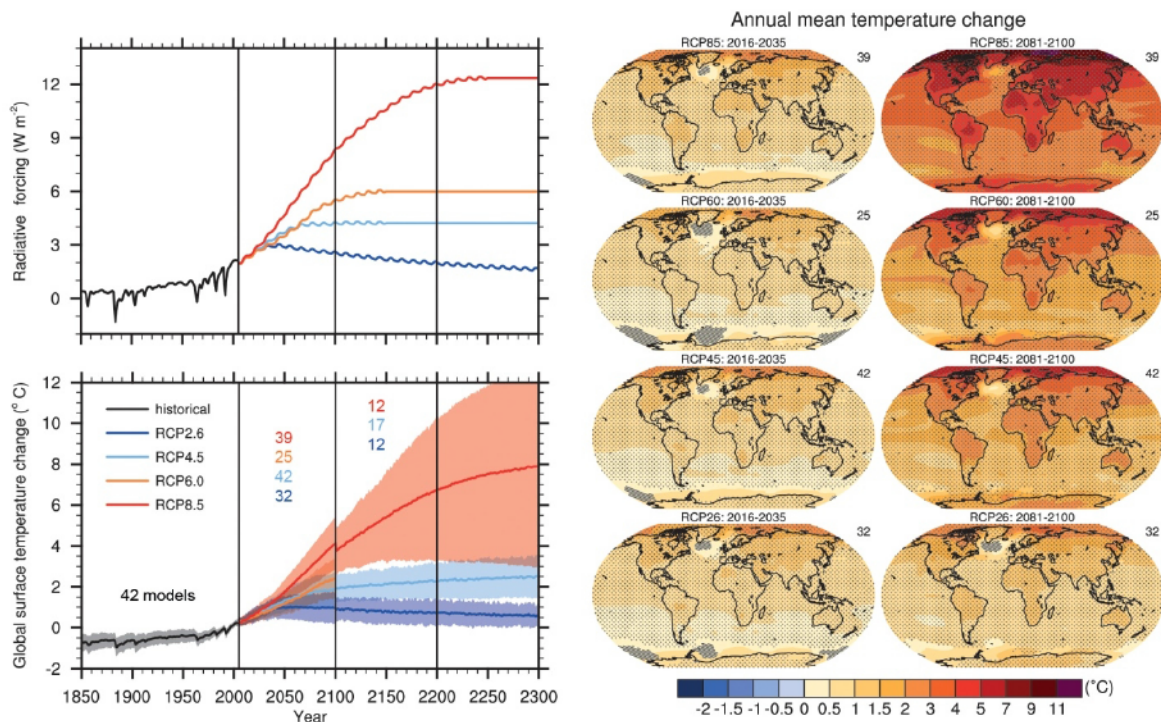 12
9
6
3
0
Radiative forcing (W m⁻²)
12
10
8
6
4
2
0
-2
Global surface temperature change (° C)
historical
RCP2.6
RCP4.5
RCP6.0
RCP8.5
39
25
42
32
12
17
12
42 models
1850 1900 1950 2000 2050 2100 2150 2200 2250 2300
Year
Annual mean temperature change
RCP85: 2016-2035
RCP85: 2081-2100
39
39
RCP60: 2016-2035
RCP60: 2081-2100
25
25
RCP45: 2016-2035
RCP45: 2081-2100
42
42
RCP26: 2016-2035
RCP26: 2081-2100
32
32
(°C)
-2 -1.5 -1 -0.5 0 0.5 1 1.5 2 3 4 5 7 9 11